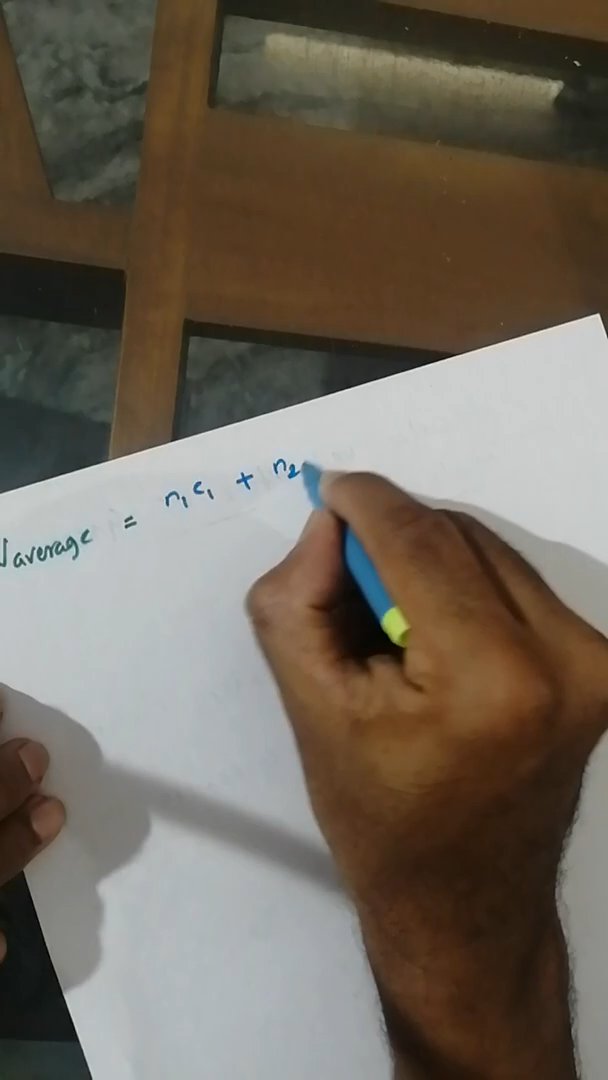 Vaverage = n₁c₁ + n₂